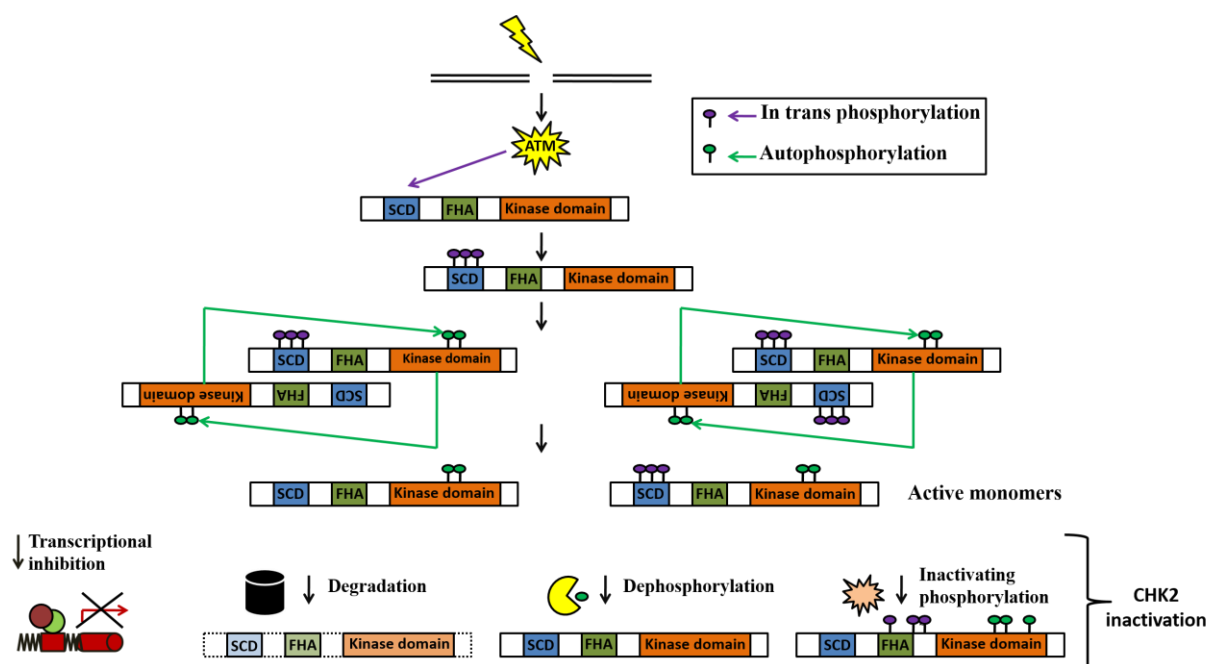 ATM
In trans phosphorylation
Autophosphorylation
SCD FHA Kinase domain
SCD FHA Kinase domain
SCD FHA Kinase domain
Kinase domain FHA SCD
SCD FHA Kinase domain
Kinase domain FHA SCD
SCD FHA Kinase domain
SCD FHA Kinase domain
Active monomers
Transcriptional
inhibition
Degradation
Dephosphorylation
Inactivating
phosphorylation
CHK2
inactivation
SCD FHA Kinase domain
SCD FHA Kinase domain
SCD FHA Kinase domain